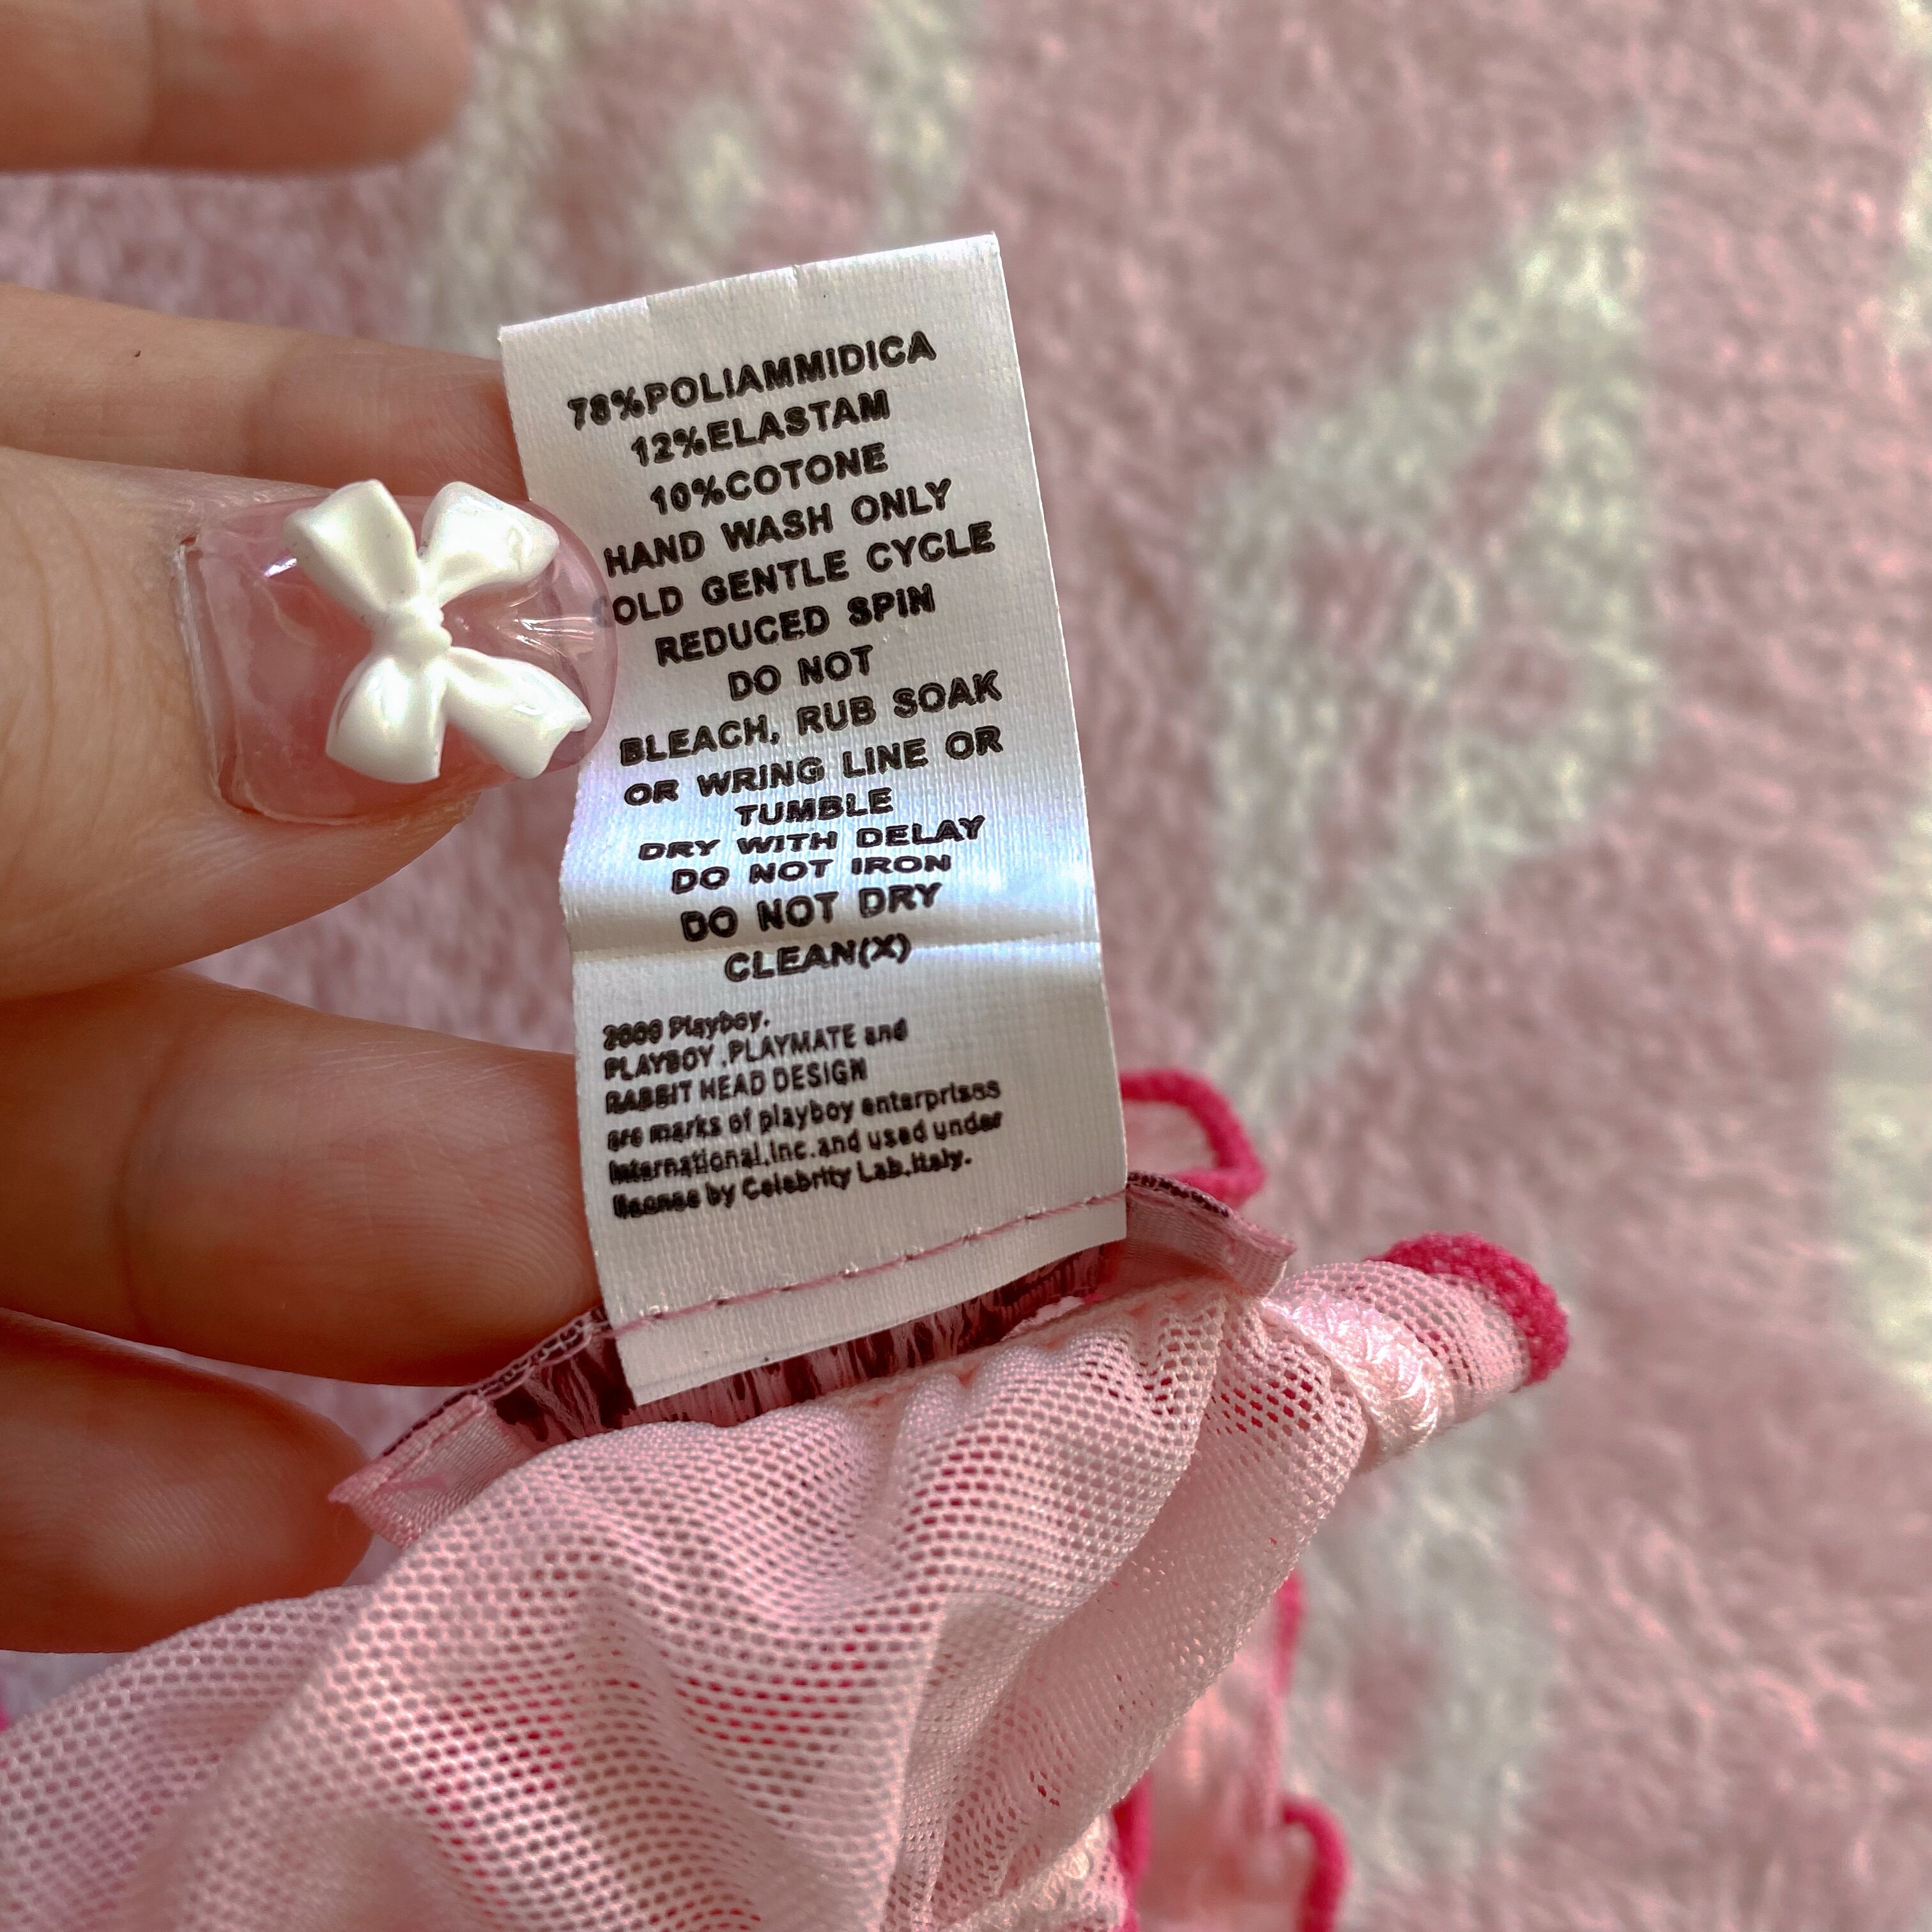 78%POLIAMMIDICA
12%ELASTAM
10%COTONE
HAND WASH ONLY
OLD GENTLE CYCLE
REDUCED SPIN
DO NOT
BLEACH, RUB SOAK
OR WRING LINE OR
TUMBLE
DRY WITH DELAY
DO NOT IRON
DO NOT DRY
CLEAN(X)
Playboy.
PLAYBOY.PLAYMATE and
RABBIT HEAD DESIGN
are marks of playboy enterprises
International.Inc.and used under
license by Celebrity Lab.Italy.